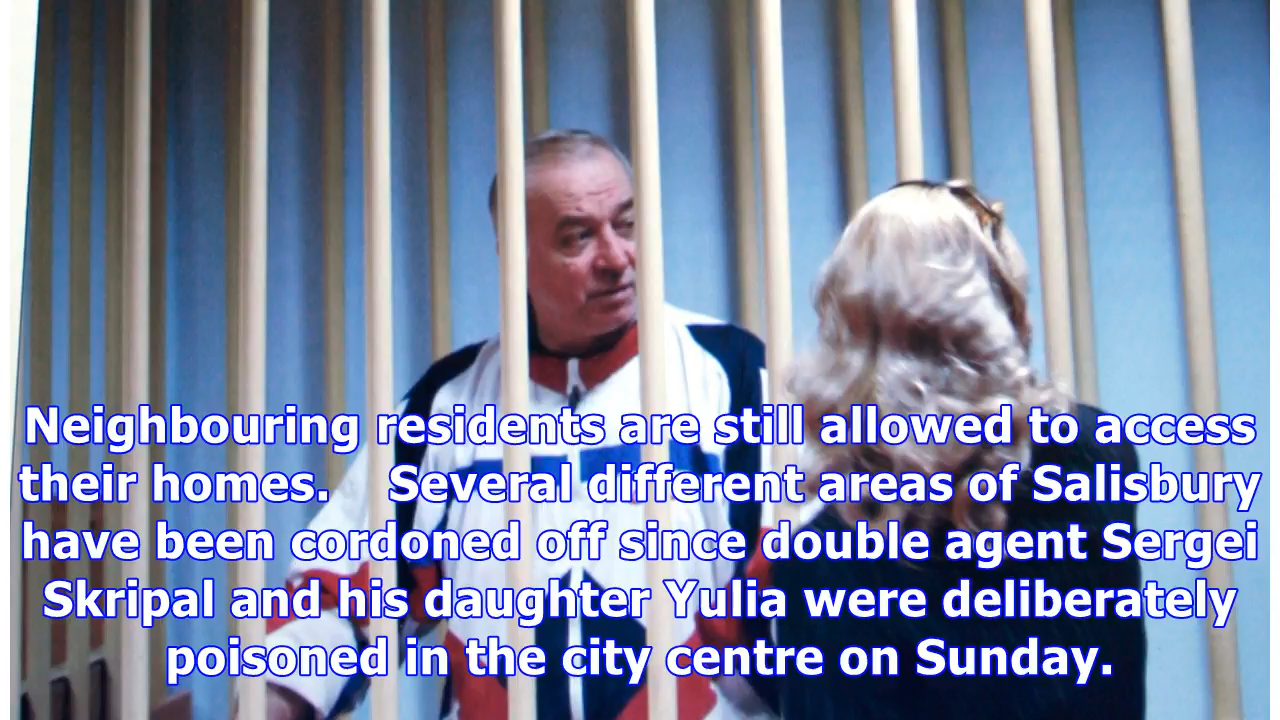 Neighbouring residents are still allowed to access
their homes.    Several different areas of Salisbury
have been cordoned off since double agent Sergei
Skripal and his daughter Yulia were deliberately
poisoned in the city centre on Sunday.